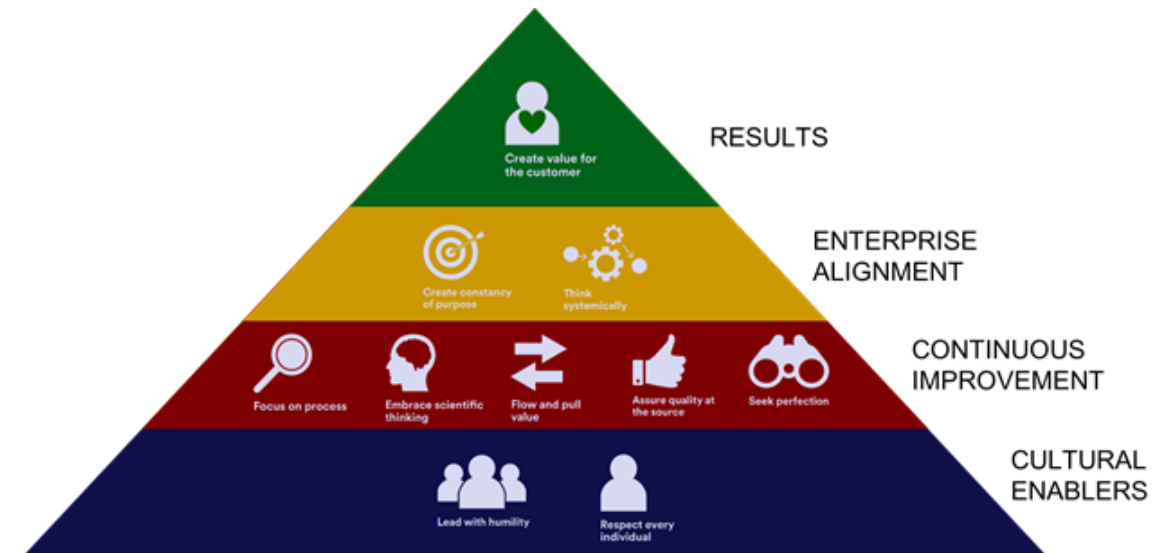 RESULTS
Create value for
the customer
ENTERPRISE
ALIGNMENT
Create constancy
of purpose
Think
systemically
CONTINUOUS
IMPROVEMENT
Focus on process
Embrace scientific
thinking
Flow and pull
value
Assure quality at
the source
Seek perfection
CULTURAL
ENABLERS
Lead with humility
Respect every
individual